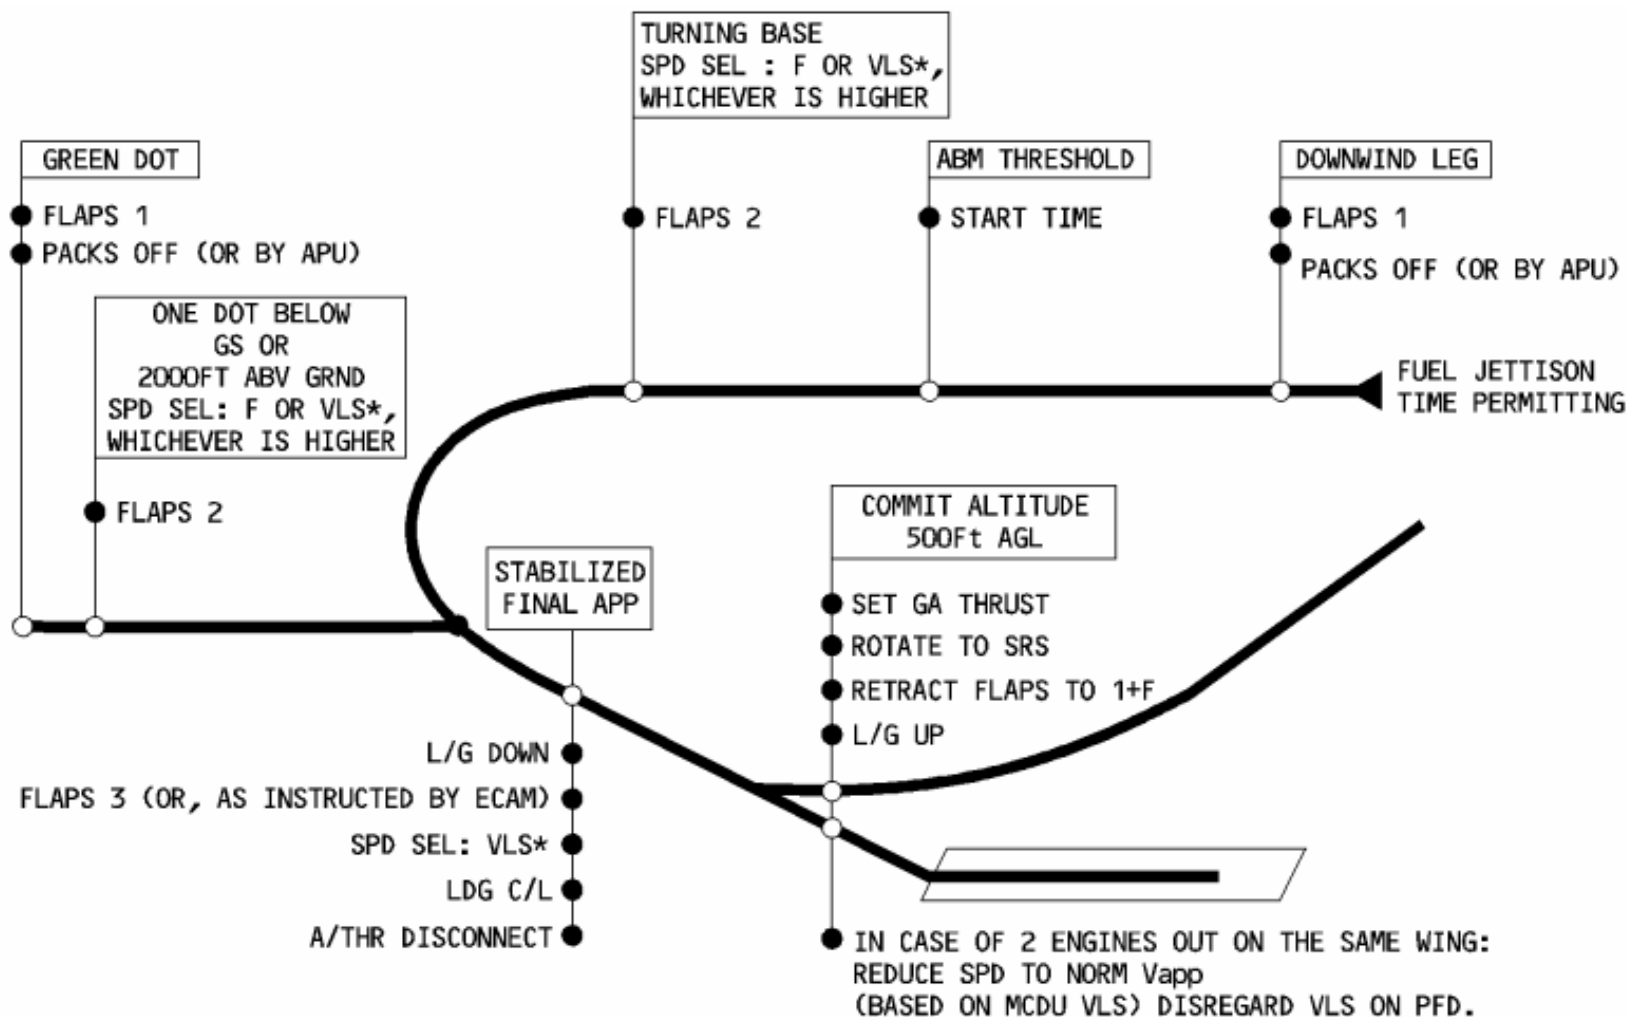 TURNING BASE
SPD SEL : F OR VLS*,
WHICHEVER IS HIGHER
GREEN DOT
FLAPS 1
PACKS OFF (OR BY APU)
FLAPS 2
ABM THRESHOLD
START TIME
DOWNWIND LEG
FLAPS 1
PACKS OFF (OR BY APU)
ONE DOT BELOW
GS OR
2000FT ABV GRND
SPD SEL: F OR VLS*,
WHICHEVER IS HIGHER
FLAPS 2
FUEL JETTISON
TIME PERMITTING
STABILIZED
FINAL APP
COMMIT ALTITUDE
500Ft AGL
SET GA THRUST
ROTATE TO SRS
RETRACT FLAPS TO 1+F
L/G UP
L/G DOWN
FLAPS 3 (OR, AS INSTRUCTED BY ECAM)
SPD SEL: VLS*
LDG C/L
A/THR DISCONNECT
IN CASE OF 2 ENGINES OUT ON THE SAME WING:
REDUCE SPD TO NORM Vapp
(BASED ON MCDU VLS) DISREGARD VLS ON PFD.